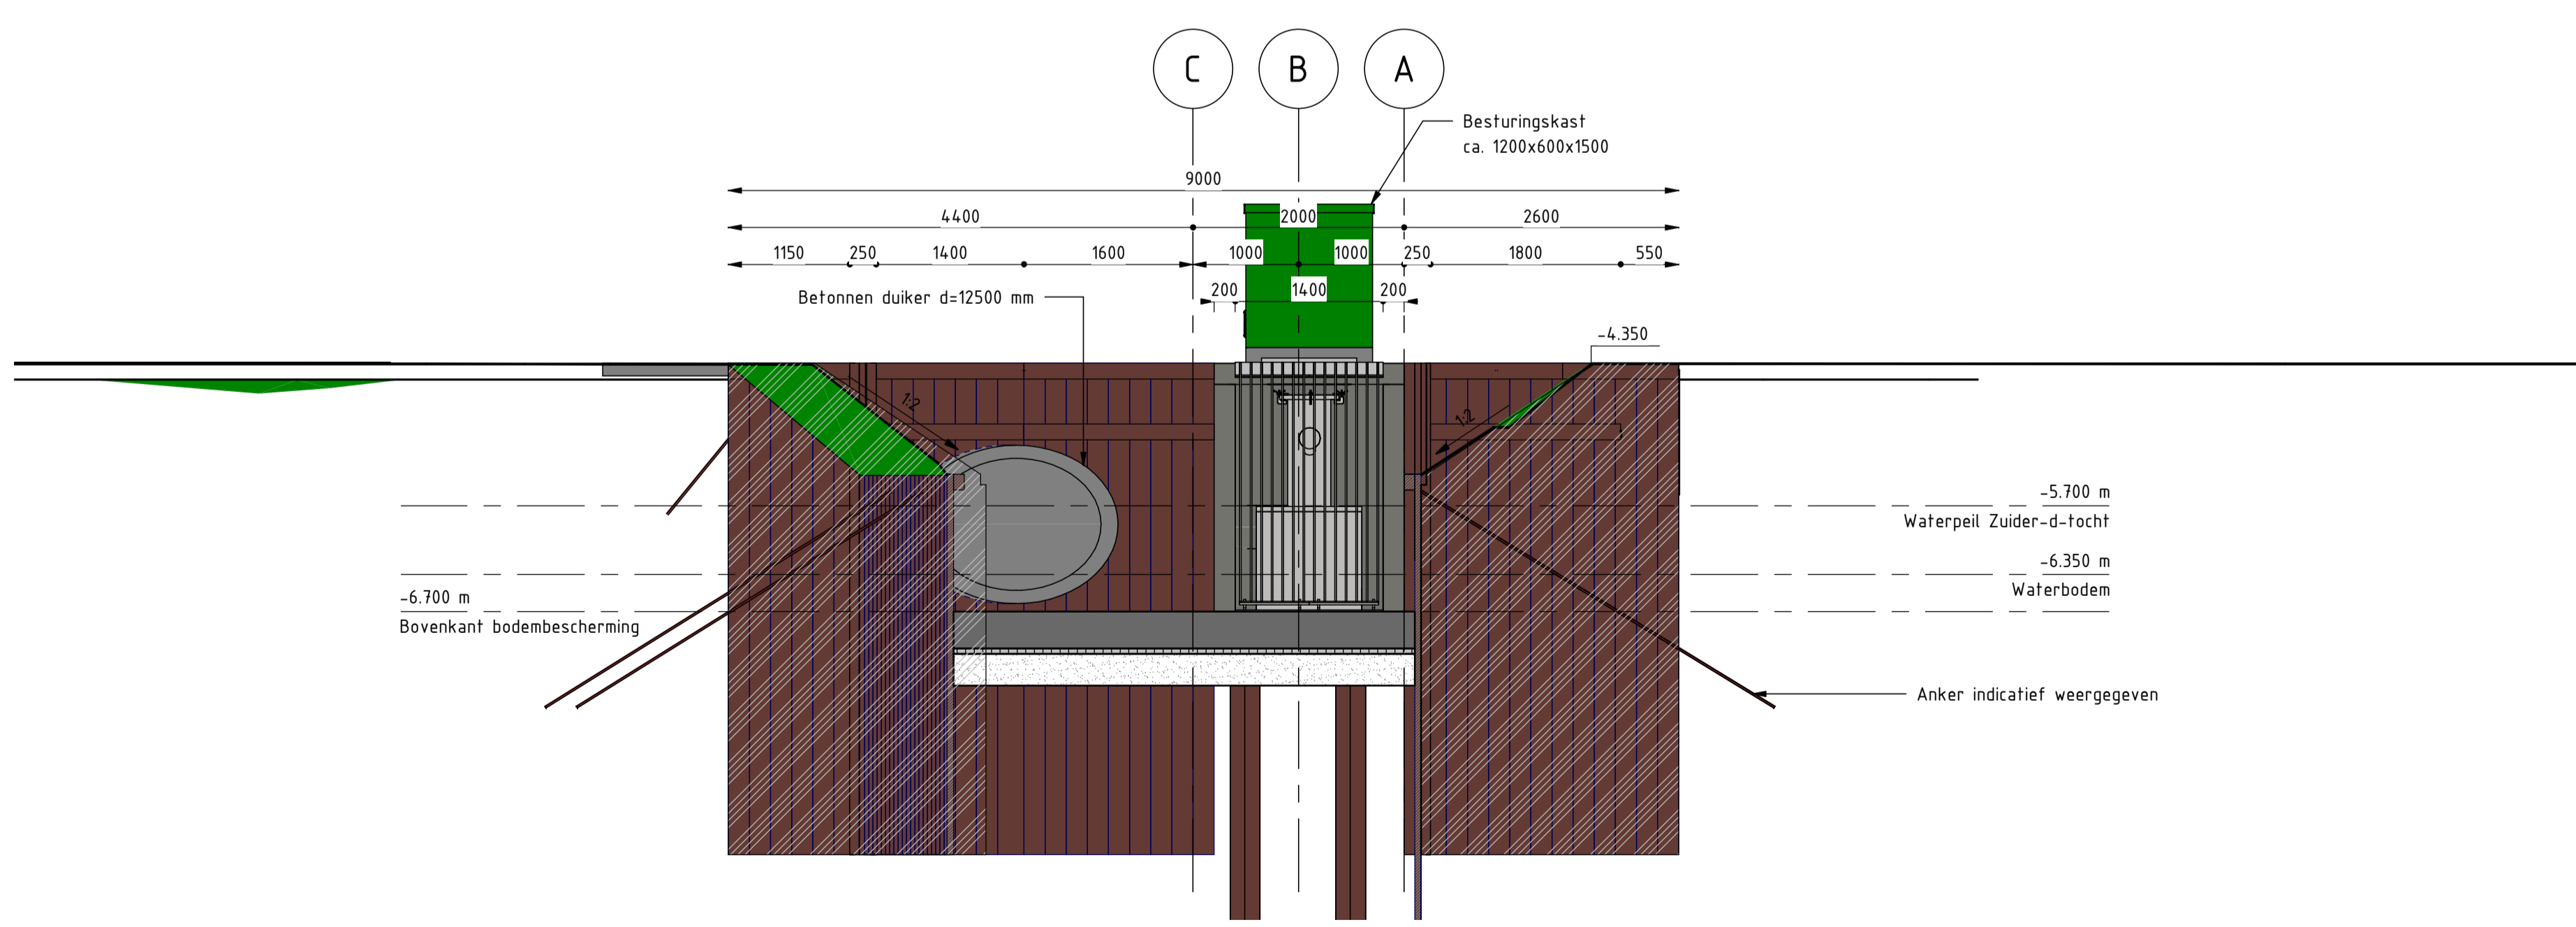 C B A
Besturingskast
ca. 1200x600x1500
9000
4400 2000 2600
1150 250 1400 1600 1000 1000 250 1800 550
200 1400 200
Betonnen duiker d=12500 mm
-4.350
1:2 1:2
-5.700 m
Waterpeil Zuider-d-tocht
-6.350 m
Waterbodem
-6.700 m
Bovenkant bodembescherming
Anker indicatief weergegeven